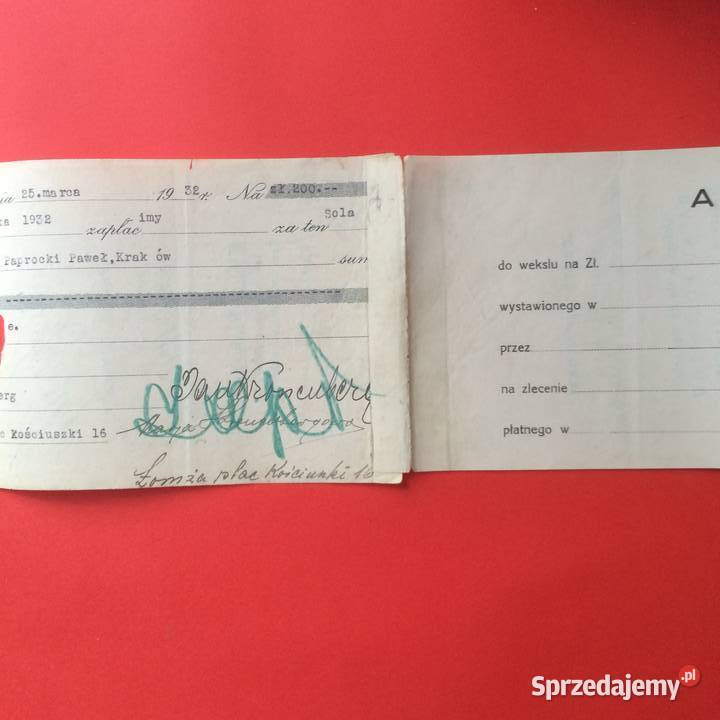 25.marca 1932 r. Na zł.200.--
1932 zapłac imy za ten Sola
Paprocki Paweł,Krak ów sum
e.
erg
Kościuszki 16
Łomża plac Kościuszki 16
A
do wekslu na Zł.
wystawionego w
przez
na zlecenie
płatnego w
Sprzedajemy.pl